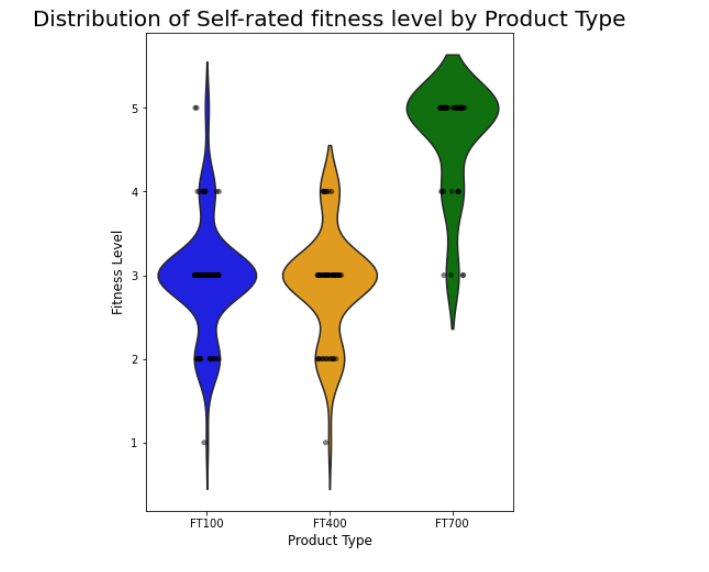 Distribution of Self-rated fitness level by Product Type
Fitness Level
5
4
3
2
1
FT100 FT400 FT700
Product Type